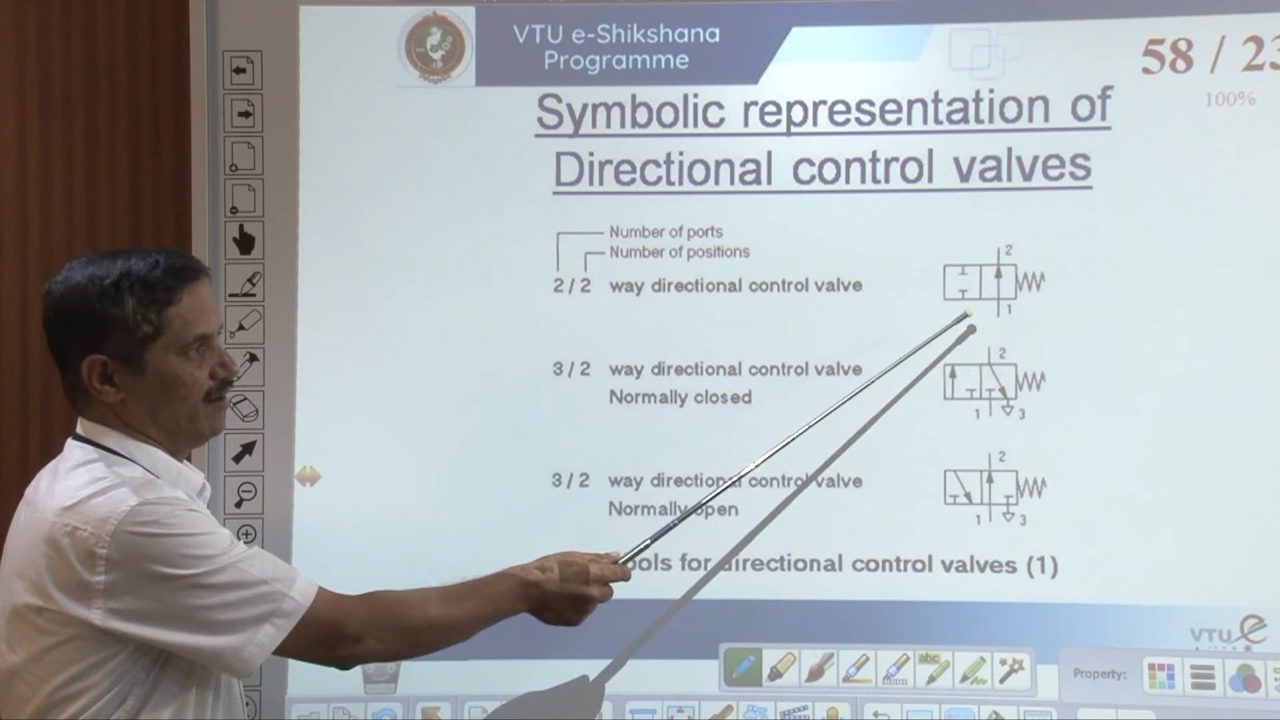 VTU e-Shikshana
Programme
58 / 23
100%
Symbolic representation of
Directional control valves
Number of ports
Number of positions
2 / 2 way directional control valve
2
1
3 / 2 way directional control valve
Normally closed
2
1 3
3 / 2 way directional control valve
Normally open
2
1 3
for directional control valves (1)
VTU e
abc
Property: